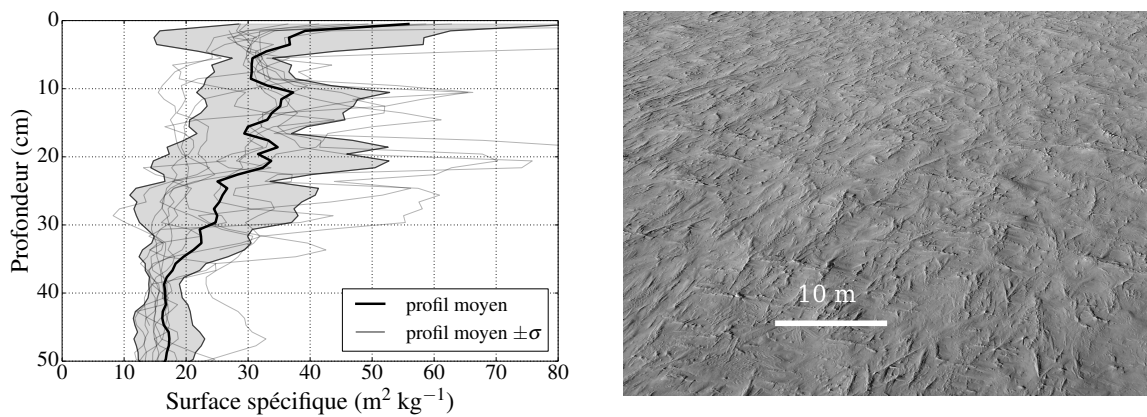 0
10
20
30
40
50
Profondeur (cm)
0 10 20 30 40 50 60 70 80
Surface spécifique (m² kg⁻¹)
profil moyen
profil moyen ±σ
10 m